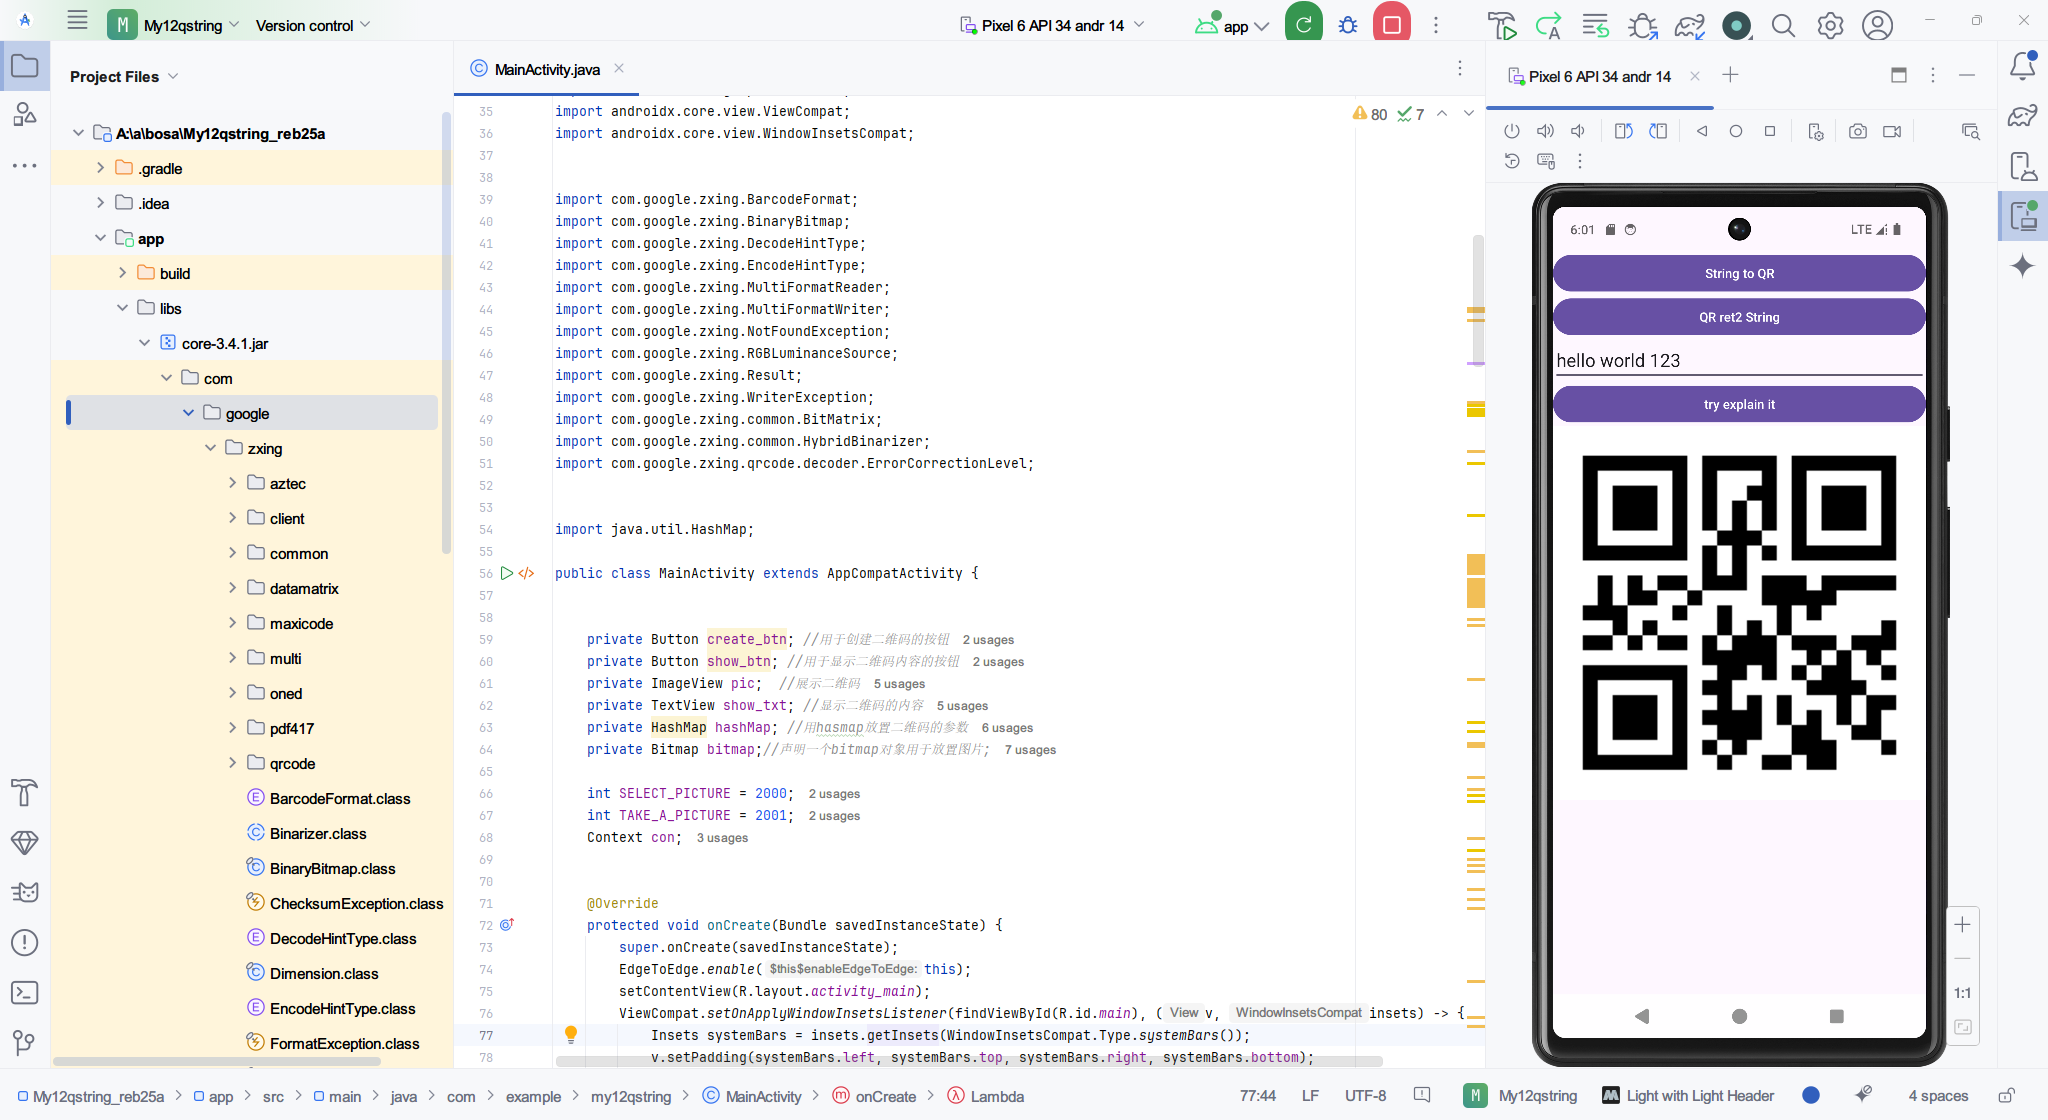 M My12qstring Version control Pixel 6 API 34 andr 14 app
Project Files
A:\a\bosa\My12qstring_reb25a
.gradle
.idea
app
build
libs
core-3.4.1.jar
com
google
zxing
aztec
client
common
datamatrix
maxicode
multi
oned
pdf417
qrcode
BarcodeFormat.class
Binarizer.class
BinaryBitmap.class
ChecksumException.class
DecodeHintType.class
Dimension.class
EncodeHintType.class
FormatException.class
MainActivity.java
80 7
35 import androidx.core.view.ViewCompat;
36 import androidx.core.view.WindowInsetsCompat;
37
38
39 import com.google.zxing.BarcodeFormat;
40 import com.google.zxing.BinaryBitmap;
41 import com.google.zxing.DecodeHintType;
42 import com.google.zxing.EncodeHintType;
43 import com.google.zxing.MultiFormatReader;
44 import com.google.zxing.MultiFormatWriter;
45 import com.google.zxing.NotFoundException;
46 import com.google.zxing.RGBLuminanceSource;
47 import com.google.zxing.Result;
48 import com.google.zxing.WriterException;
49 import com.google.zxing.common.BitMatrix;
50 import com.google.zxing.common.HybridBinarizer;
51 import com.google.zxing.qrcode.decoder.ErrorCorrectionLevel;
52
53
54 import java.util.HashMap;
55
56 public class MainActivity extends AppCompatActivity {
57
58
59 private Button create_btn; //用于创建二维码的按钮 2 usages
60 private Button show_btn; //用于显示二维码内容的按钮 2 usages
61 private ImageView pic; //展示二维码 5 usages
62 private TextView show_txt; //显示二维码的内容 5 usages
63 private HashMap hashMap; //用hasmap放置二维码的参数 6 usages
64 private Bitmap bitmap;//声明一个bitmap对象用于放置图片; 7 usages
65
66 int SELECT_PICTURE = 2000; 2 usages
67 int TAKE_A_PICTURE = 2001; 2 usages
68 Context con; 3 usages
69
70
71 @Override
72 protected void onCreate(Bundle savedInstanceState) {
73 super.onCreate(savedInstanceState);
74 EdgeToEdge.enable( $this$enableEdgeToEdge: this);
75 setContentView(R.layout.activity_main);
76 ViewCompat.setOnApplyWindowInsetsListener(findViewById(R.id.main), ( View v, WindowInsetsCompat insets) -> {
77 Insets systemBars = insets.getInsets(WindowInsetsCompat.Type.systemBars());
78 v.setPadding(systemBars.left, systemBars.top, systemBars.right, systemBars.bottom);
Pixel 6 API 34 andr 14
6:01 LTE
String to QR
QR ret2 String
hello world 123
try explain it
1:1
My12qstring_reb25a > app > src > main > java > com > example > my12qstring > MainActivity > onCreate > Lambda 77:44 LF UTF-8 M My12qstring Light with Light Header 4 spaces